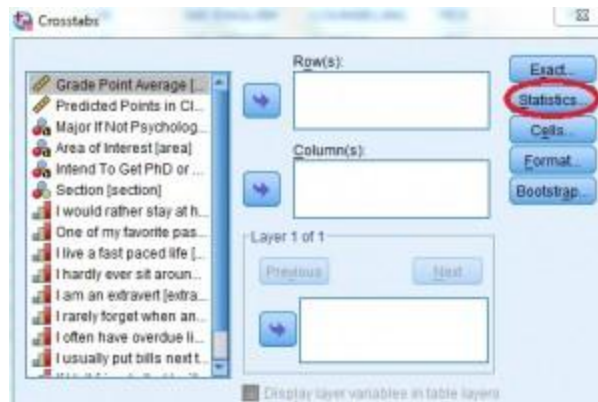 Crosstabs
Grade Point Average [...
Predicted Points in Cl...
Major If Not Psycholog...
Area of Interest [area]
Intend To Get PhD or ...
Section [section]
I would rather stay at h...
One of my favorite pas...
I live a fast paced life [...
I hardly ever sit aroun...
I am an extravert [extra...
I rarely forget when an...
I often have overdue li...
I usually put bills next t...
Row(s):
Column(s):
Layer 1 of 1
Previous
Next
Display layer variables in table layers
Exact...
Statistics...
Cells...
Format...
Bootstrap...